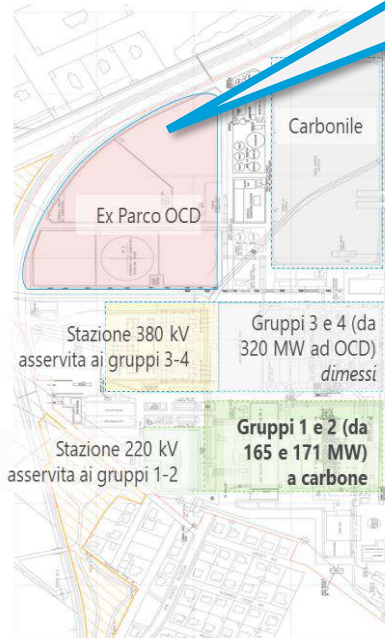 Carbonile
Ex Parco OCD
Stazione 380 kV
asservita ai gruppi 3-4
Gruppi 3 e 4 (da
320 MW ad OCD)
dimessi
Gruppi 1 e 2 (da
165 e 171 MW)
a carbone
Stazione 220 kV
asservita ai gruppi 1-2